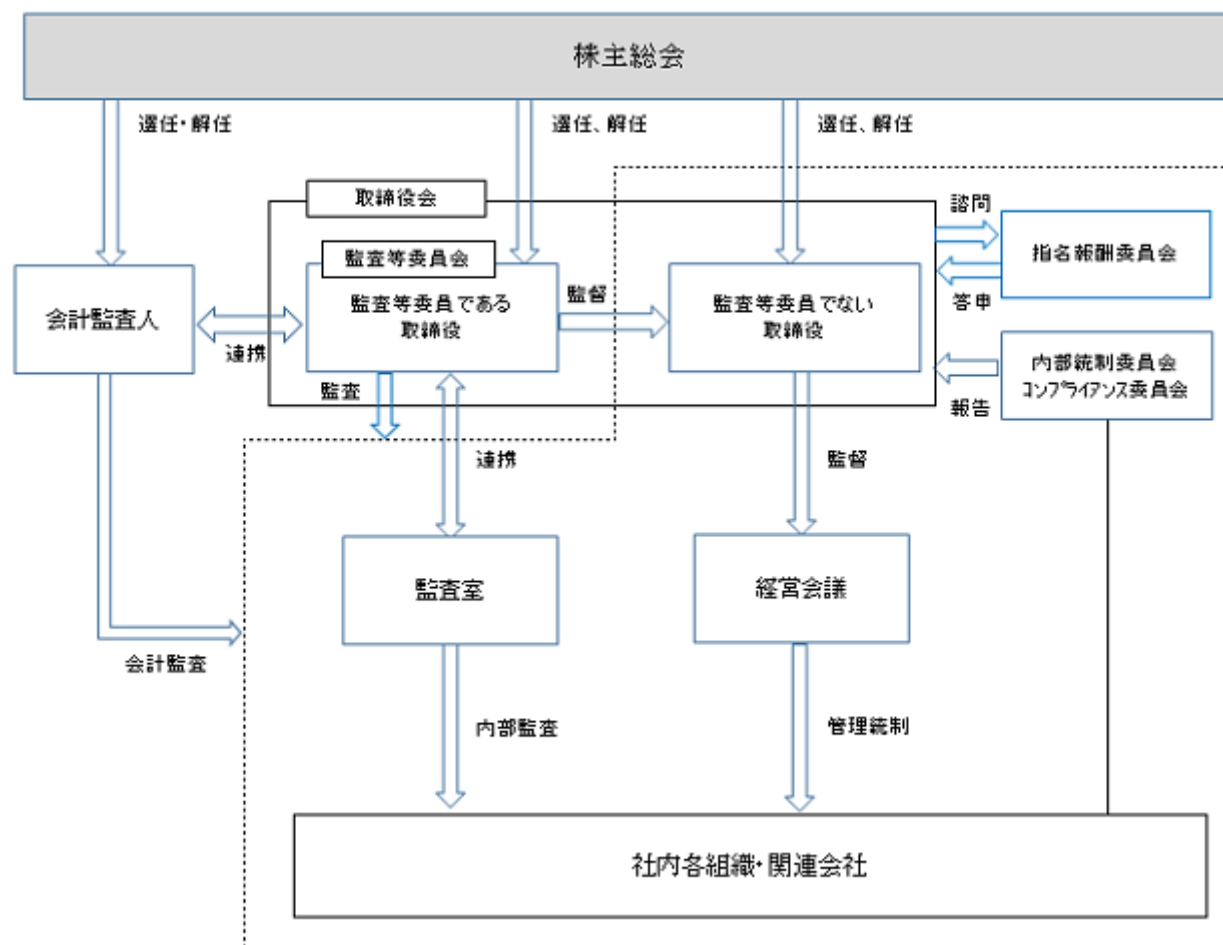 株主総会
選任・解任
選任、解任
選任、解任
取締役会
諮問
指名報酬委員会
答申
監査等委員会
監査等委員である
取締役
監督
監査等委員でない
取締役
会計監査人
連携
内部統制委員会
コンプライアンス委員会
報告
監査
連携
監督
監査室
経営会議
会計監査
内部監査
管理統制
社内各組織・関連会社